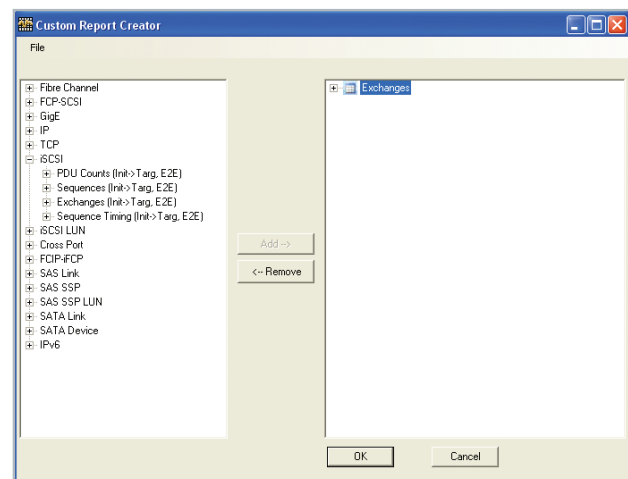 Custom Report Creator
File
Fibre Channel
FCP-SCSI
GigE
IP
TCP
iSCSI
PDU Counts (Init->Targ, E2E)
Sequences (Init->Targ, E2E)
Exchanges (Init->Targ, E2E)
Sequence Timing (Init->Targ, E2E)
iSCSI LUN
Cross Port
FCIP-iFCP
SAS Link
SAS SSP
SAS SSP LUN
SATA Link
SATA Device
IPv6
Add -->
<-- Remove
Exchanges
OK
Cancel